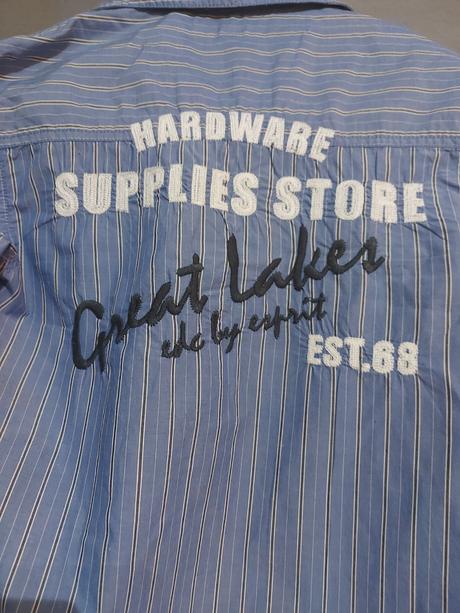 HARDWARE
SUPPLIES STORE
Great Lakes
edc by esprit
EST.68